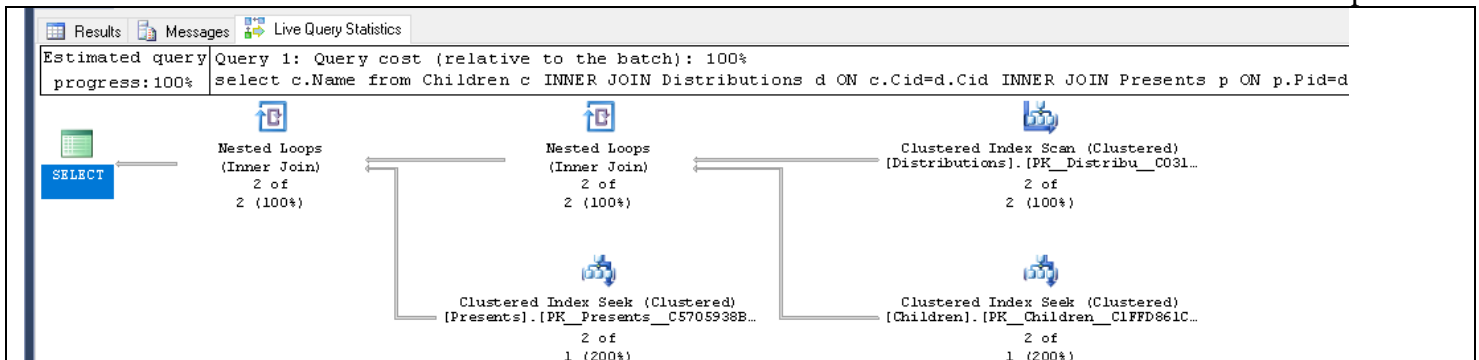 Results Messages Live Query Statistics
Estimated query progress:100%
Query 1: Query cost (relative to the batch): 100%
select c.Name from Children c INNER JOIN Distributions d ON c.Cid=d.Cid INNER JOIN Presents p ON p.Pid=d
SELECT
Nested Loops
(Inner Join)
2 of
2 (100%)
Nested Loops
(Inner Join)
2 of
2 (100%)
Clustered Index Scan (Clustered)
[Distributions].[PK__Distribu__C031…
2 of
2 (100%)
Clustered Index Seek (Clustered)
[Presents].[PK__Presents__C5705938B…
2 of
1 (200%)
Clustered Index Seek (Clustered)
[Children].[PK__Children__C1FFD861C…
2 of
1 (200%)